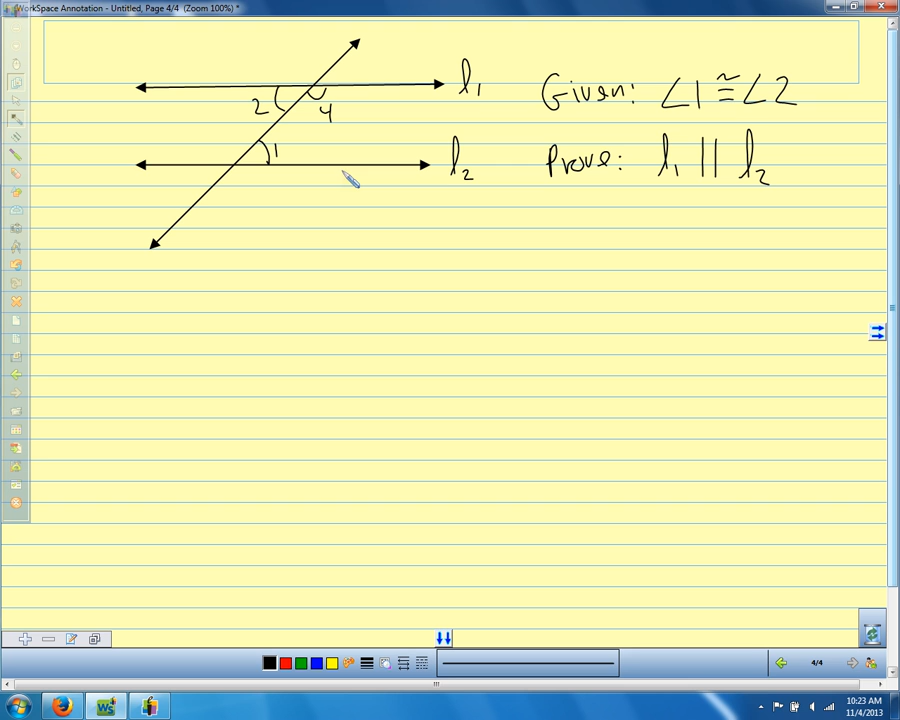 WorkSpace Annotation - Untitled, Page 4/4 (Zoom 100%) *
l₁
Given: ∠1 ≅ ∠2
2
4
1
l₂
Prove: l₁ || l₂
4/4
10:23 AM
11/4/2013